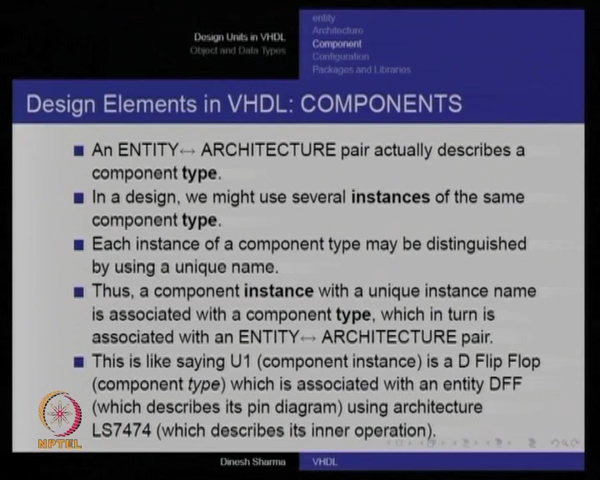 Design Units in VHDL
Object and Data Types
entity
Architecture
Component
Configuration
Packages and Libraries
Design Elements in VHDL: COMPONENTS
An ENTITY↔ ARCHITECTURE pair actually describes a
component type.
In a design, we might use several instances of the same
component type.
Each instance of a component type may be distinguished
by using a unique name.
Thus, a component instance with a unique instance name
is associated with a component type, which in turn is
associated with an ENTITY↔ ARCHITECTURE pair.
This is like saying U1 (component instance) is a D Flip Flop
(component type) which is associated with an entity DFF
(which describes its pin diagram) using architecture
LS7474 (which describes its inner operation).
NPTEL
Dinesh Sharma
VHDL